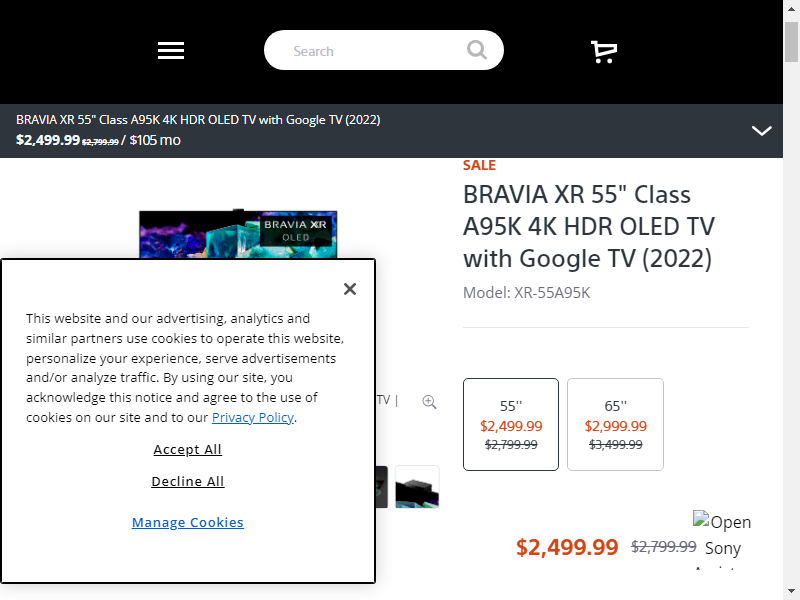 Search
BRAVIA XR 55" Class A95K 4K HDR OLED TV with Google TV (2022)
$2,499.99 $2,799.99 / $105 mo
SALE
BRAVIA XR 55" Class
A95K 4K HDR OLED TV
with Google TV (2022)
Model: XR-55A95K
BRAVIA XR
OLED
This website and our advertising, analytics and
similar partners use cookies to operate this website,
personalize your experience, serve advertisements
and/or analyze traffic. By using our site, you
acknowledge this notice and agree to the use of
cookies on our site and to our Privacy Policy.
Accept All
Decline All
Manage Cookies
TV |
55''
$2,499.99
$2,799.99
65''
$2,999.99
$3,499.99
$2,499.99 $2,799.99
Open
Sony